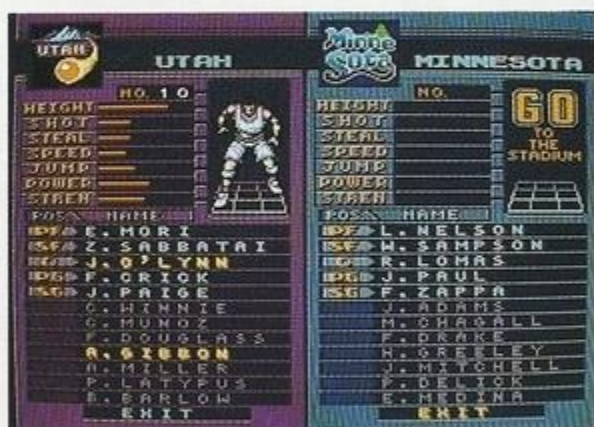 UTAH
UTAH
NO. 10
HEIGHT
SHOT
STEAL
SPEED
JUMP
POWER
STREN
POS NAME
PF E. MORI
SF Z. SABBATAI
J. O'LYNN
PG F. CRICK
SG J. PAIGE
G. WINNIE
G. MUNOZ
DOUGLASS
A. GIBBON
A. MILLER
P. LATYPUS
B. BARLOW
EXIT
Minne
Sota
MINNESOTA
NO.
HEIGHT
SHOT
STEAL
SPEED
JUMP
POWER
STREN
GO
TO
THE
STADIUM
POS NAME
PF L. NELSON
SF W. SAMPSON
R. LOMAS
PG J. PAUL
SG F. ZAPPA
J. ADAMS
M. CHAGALL
F. DRAKE
H. GREELEY
J. MITCHELL
P. DELICK
E. MEDINA
EXIT